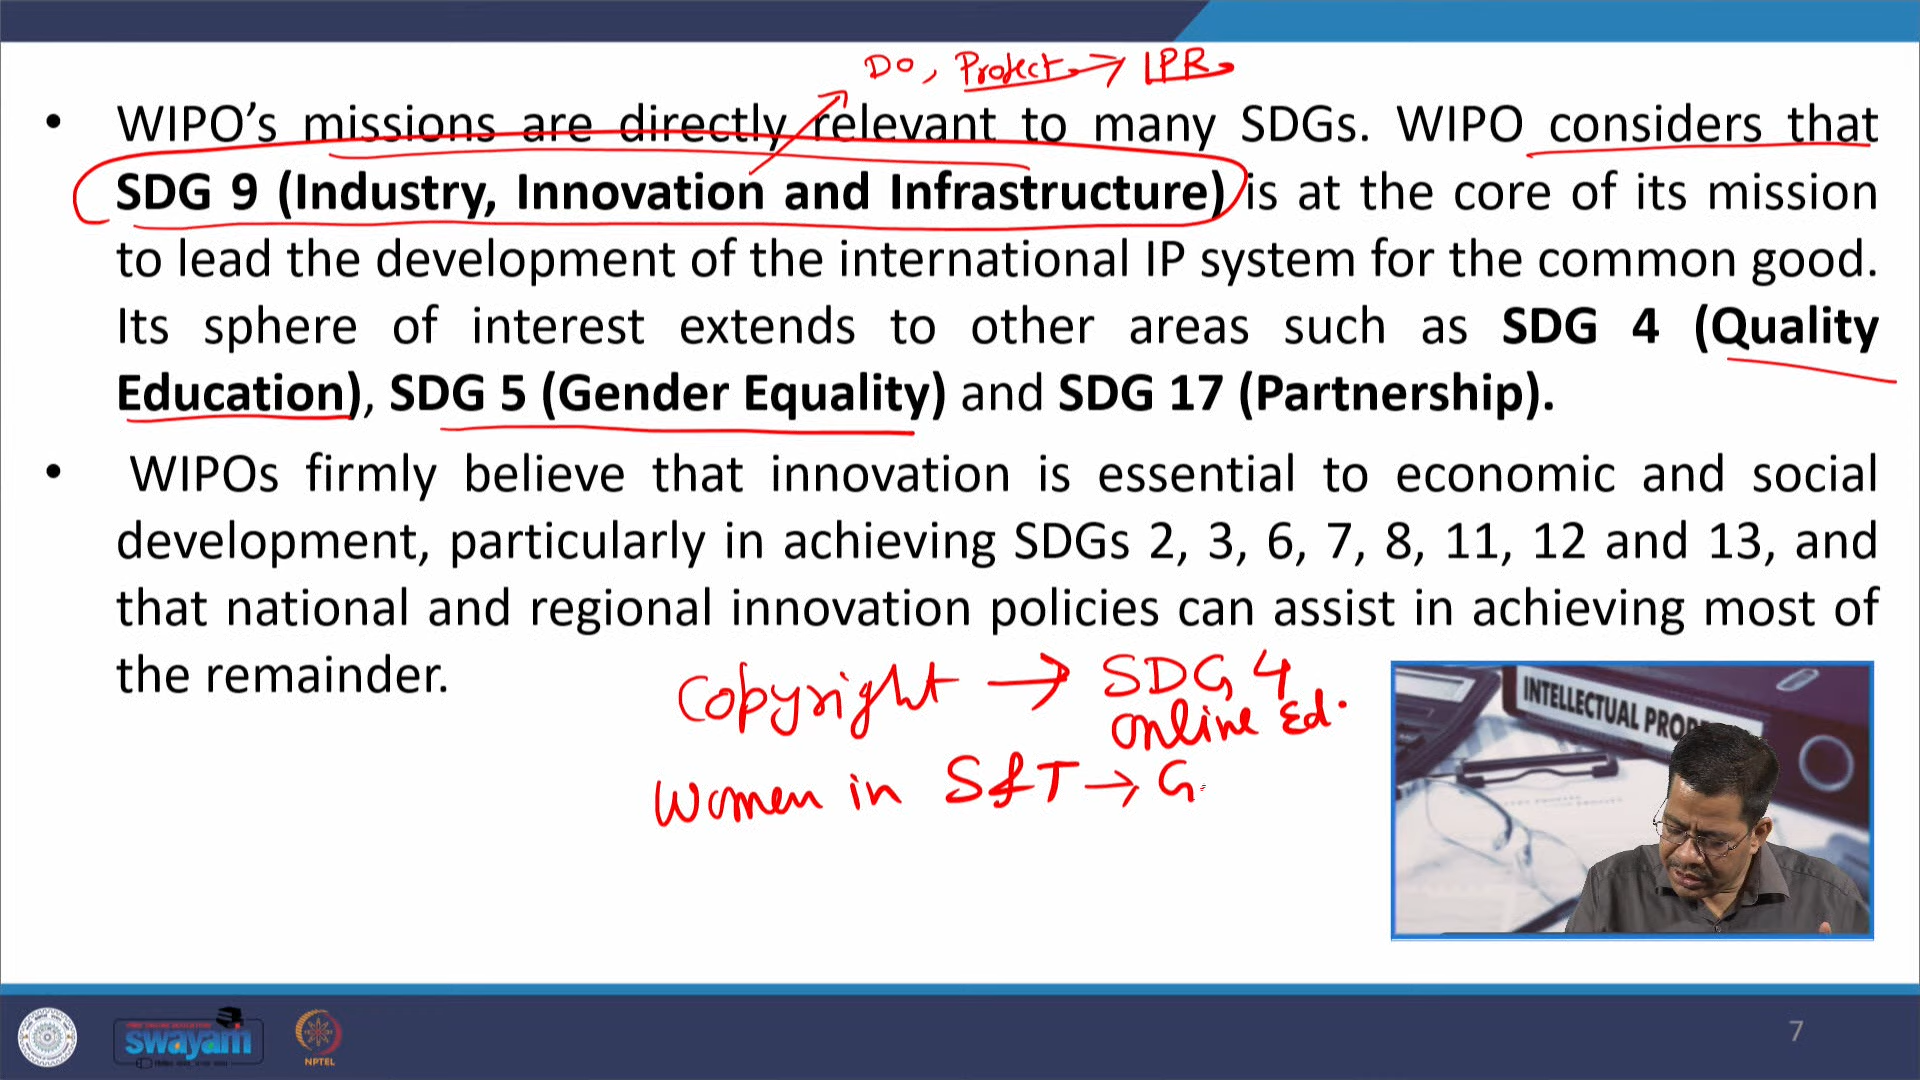 Do, Protect → IPR
• WIPO's missions are directly relevant to many SDGs. WIPO considers that
SDG 9 (Industry, Innovation and Infrastructure) is at the core of its mission
to lead the development of the international IP system for the common good.
Its sphere of interest extends to other areas such as SDG 4 (Quality
Education), SDG 5 (Gender Equality) and SDG 17 (Partnership).
• WIPOs firmly believe that innovation is essential to economic and social
development, particularly in achieving SDGs 2, 3, 6, 7, 8, 11, 12 and 13, and
that national and regional innovation policies can assist in achieving most of
the remainder.
Copyright → SDG 4
Online Ed.
Women in S&T → G
INTELLECTUAL PROP
swayam
NPTEL
7